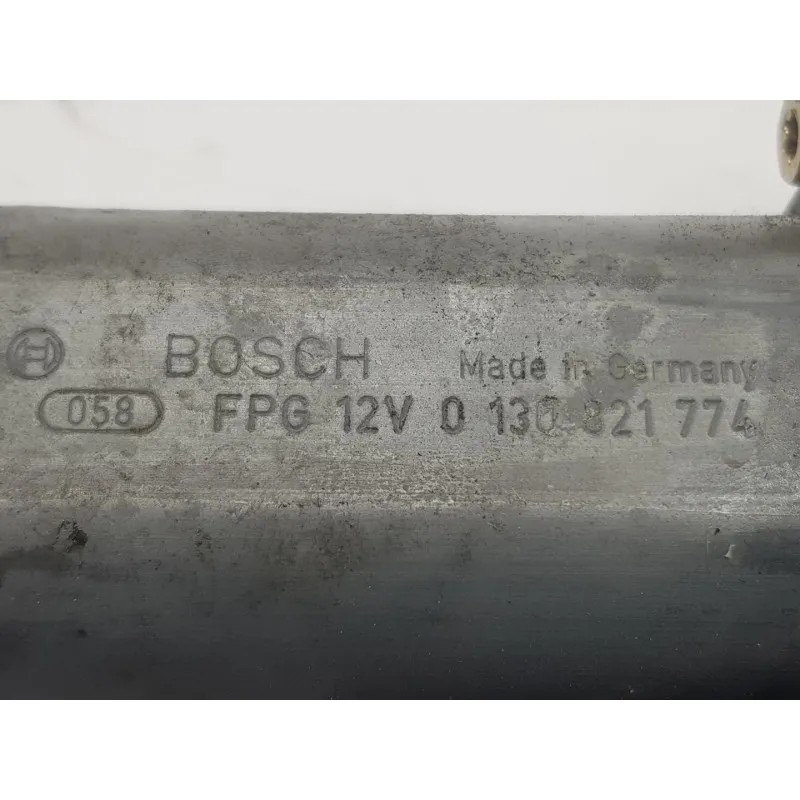 BOSCH Made in Germany
058 FPG 12V 0 130 821 774